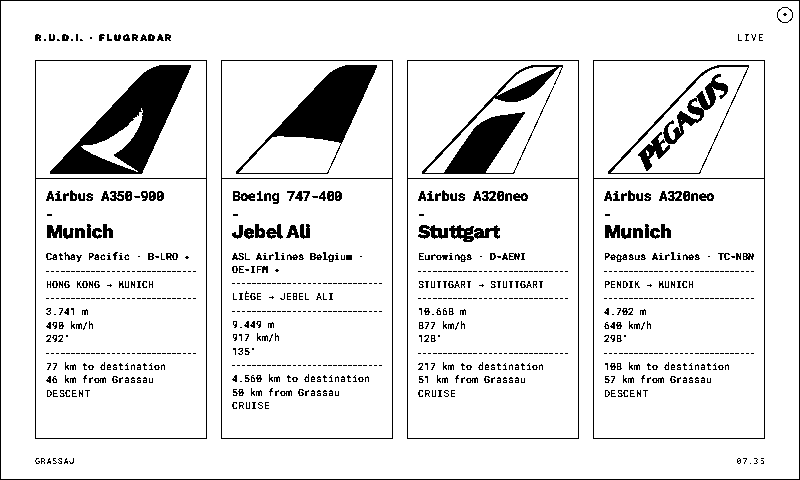 R.U.D.I. · FLUGRADAR
LIVE
PEGASUS
Airbus A350-900
-
Munich
Cathay Pacific · B-LRO ✦
HONG KONG → MUNICH
3.741 m
490 km/h
292°
77 km to destination
46 km from Grassau
DESCENT
Boeing 747-400
-
Jebel Ali
ASL Airlines Belgium ·
OE-IFM ✦
LIÈGE → JEBEL ALI
9.449 m
917 km/h
135°
4.560 km to destination
50 km from Grassau
CRUISE
Airbus A320neo
-
Stuttgart
Eurowings · D-AENI
STUTTGART → STUTTGART
10.668 m
877 km/h
128°
217 km to destination
51 km from Grassau
CRUISE
Airbus A320neo
-
Munich
Pegasus Airlines · TC-NBN
PENDIK → MUNICH
4.702 m
640 km/h
298°
108 km to destination
57 km from Grassau
DESCENT
GRASSAU
07.35